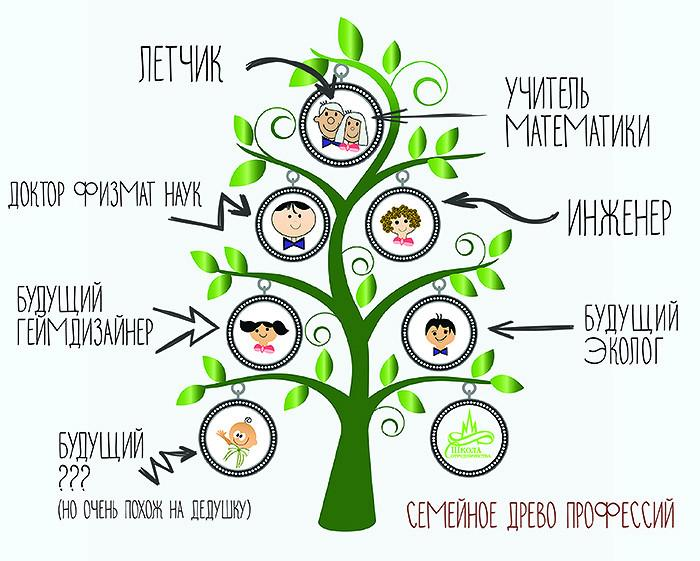 ЛЕТЧИК
УЧИТЕЛЬ
МАТЕМАТИКИ
ДОКТОР ФИЗМАТ НАУК
ИНЖЕНЕР
БУДУЩИЙ
ГЕЙМДИЗАЙНЕР
БУДУЩИЙ
ЭКОЛОГ
БУДУЩИЙ
???
(НО ОЧЕНЬ ПОХОЖ НА ДЕДУШКУ)
ШКОЛА
СОТРУДНИЧЕСТВА
СЕМЕЙНОЕ ДРЕВО ПРОФЕССИЙ